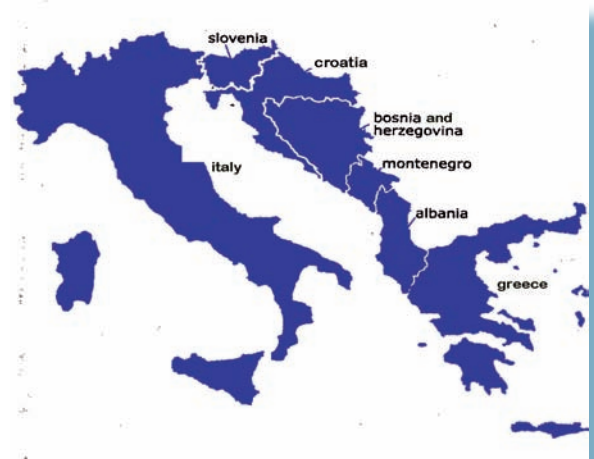 slovenia
croatia
bosnia and
herzegovina
montenegro
italy
albania
greece